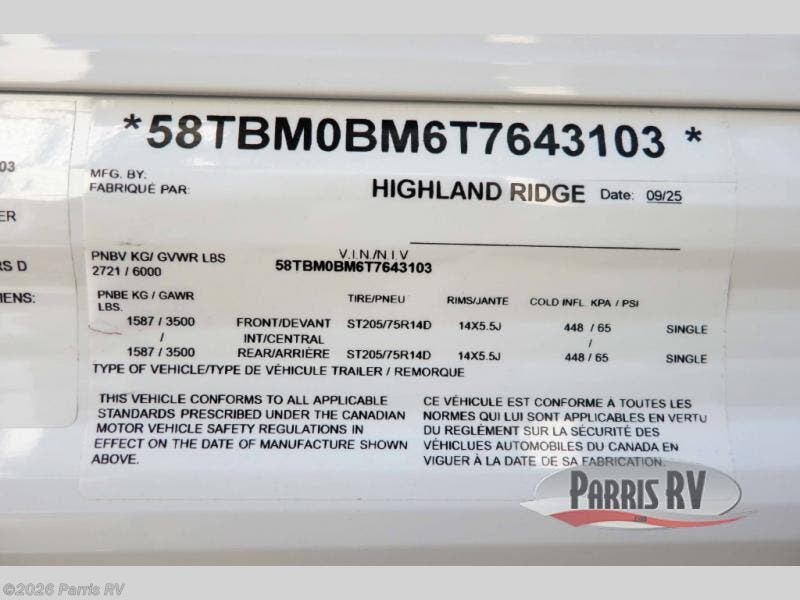 *58TBM0BM6T7643103 *
03
MFG. BY.
FABRIQUÉ PAR:
HIGHLAND RIDGE Date: 09/25
ER
V.I.N./N.I.V
PNBV KG/ GVWR LBS
2721 / 6000
58TBM0BM6T7643103
RS D
IENS:
PNBE KG / GAWR LBS. TIRE/PNEU RIMS/JANTE COLD INFL. KPA / PSI
1587 / 3500 FRONT/DEVANT ST205/75R14D 14X5.5J 448 / 65 SINGLE
/ INT/CENTRAL / /
1587 / 3500 REAR/ARRIÈRE ST205/75R14D 14X5.5J 448 / 65 SINGLE
TYPE OF VEHICLE/TYPE DE VÉHICULE TRAILER / REMORQUE
THIS VEHICLE CONFORMS TO ALL APPLICABLE
STANDARDS PRESCRIBED UNDER THE CANADIAN
MOTOR VEHICLE SAFETY REGULATIONS IN
EFFECT ON THE DATE OF MANUFACTURE SHOWN
ABOVE.
CE VÉHICULE EST CONFORME À TOUTES LES
NORMES QUI LUI SONT APPLICABLES EN VERTU
DU REGLÉMENT SUR LA SÉCURITÉ DES
VÉHICLUES AUTOMOBILES DU CANADA EN
VIGUER À LA DATE DE SA FABRICATION.
PARRIS RV
©2026 Parris RV